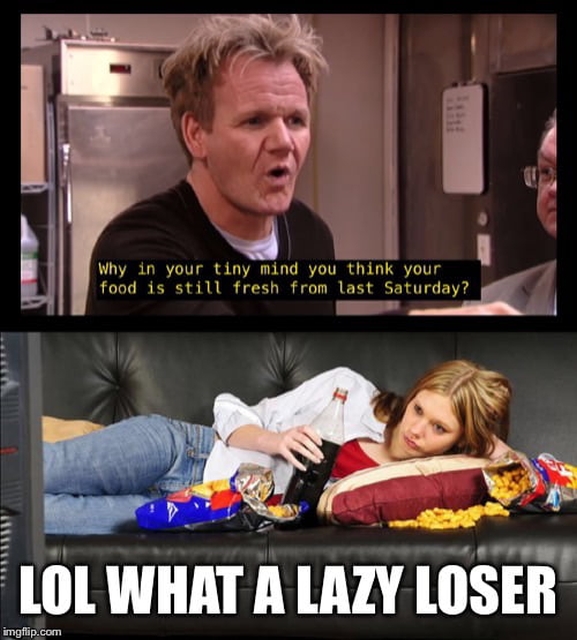 Why in your tiny mind you think your
food is still fresh from last Saturday?
LOL WHAT A LAZY LOSER
imgflip.com